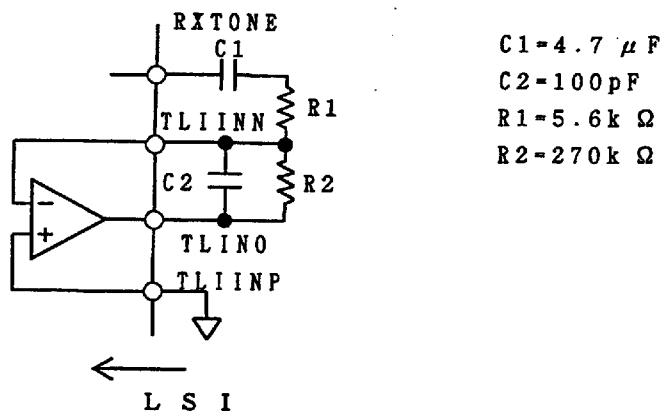 RXTONE
C1
R1
TLIINN
C2
R2
TLINO
TLIINP
LSI
C1=4.7 μF
C2=100pF
R1=5.6k Ω
R2=270k Ω